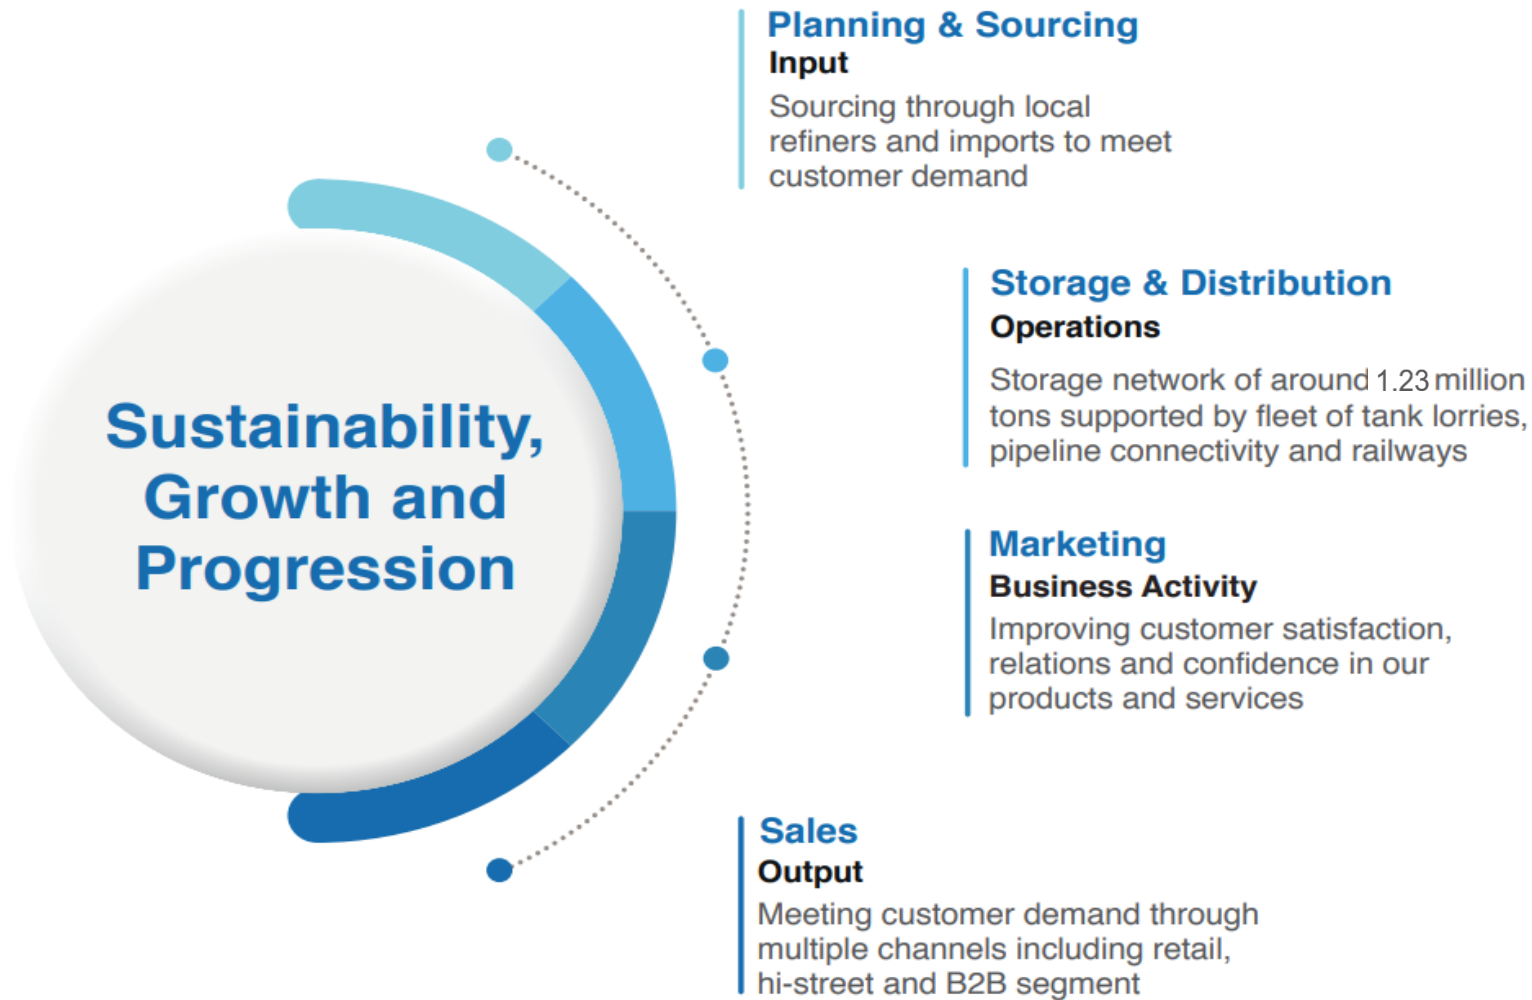 Planning & Sourcing
Input
Sourcing through local
refiners and imports to meet
customer demand
Storage & Distribution
Operations
Storage network of around 1.23 million
tons supported by fleet of tank lorries,
pipeline connectivity and railways
Sustainability,
Growth and
Progression
Marketing
Business Activity
Improving customer satisfaction,
relations and confidence in our
products and services
Sales
Output
Meeting customer demand through
multiple channels including retail,
hi-street and B2B segment